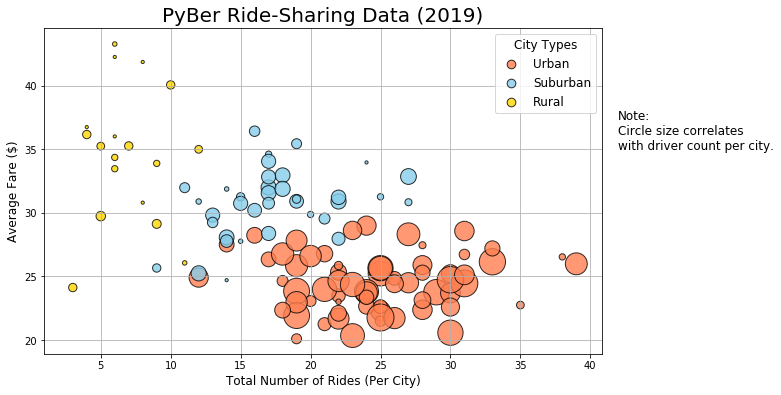 PyBer Ride-Sharing Data (2019)
City Types
Urban
Suburban
Rural
Note:
Circle size correlates
with driver count per city.
Average Fare ($)
40
35
30
25
20
5
10
15
20
25
30
35
40
Total Number of Rides (Per City)